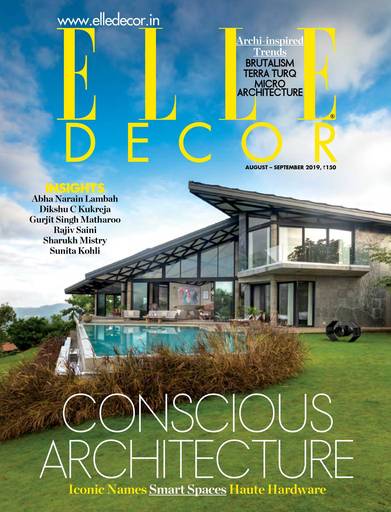 www.elledecor.in
ELLE
DECOR
Archi-inspired
Trends
BRUTALISM
TERRA TURQ
MICRO
ARCHITECTURE
®
AUGUST – SEPTEMBER 2019, ₹150
INSIGHTS
Abha Narain Lambah
Dikshu C Kukreja
Gurjit Singh Matharoo
Rajiv Saini
Sharukh Mistry
Sunita Kohli
CONSCIOUS
ARCHITECTURE
Iconic Names Smart Spaces Haute Hardware